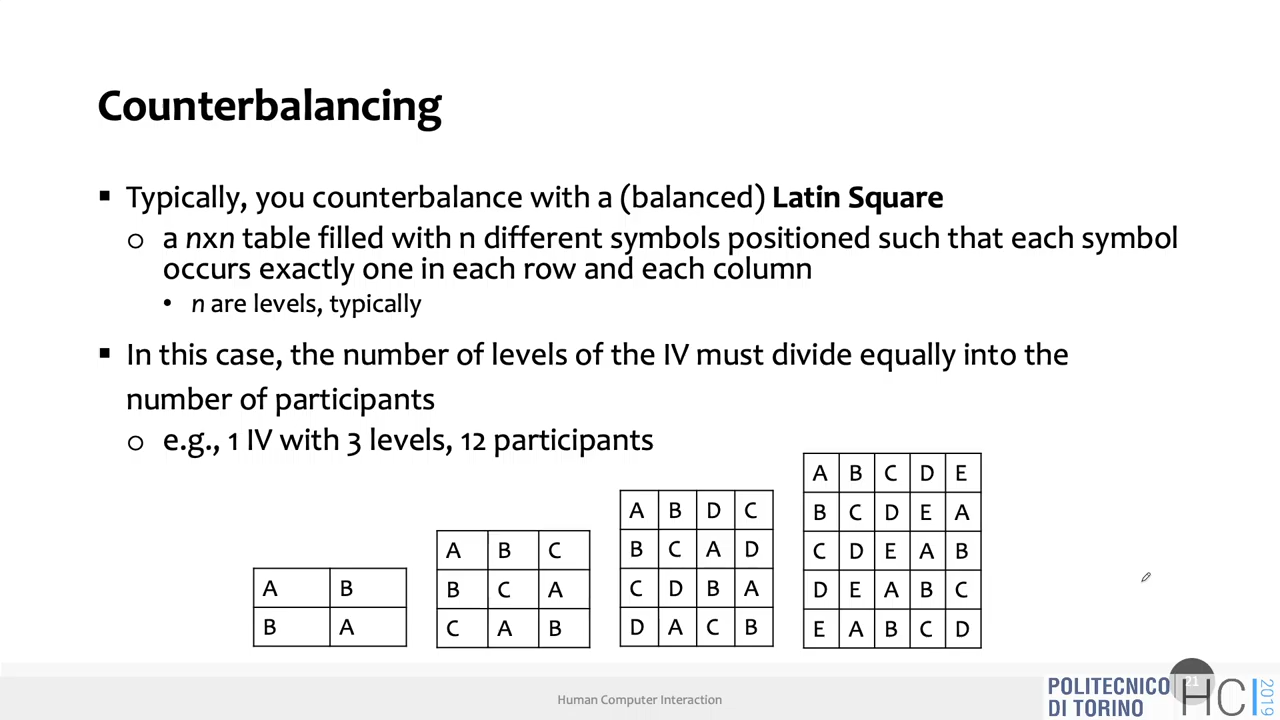 Counterbalancing
▪ Typically, you counterbalance with a (balanced) Latin Square
o a nxn table filled with n different symbols positioned such that each symbol
occurs exactly one in each row and each column
• n are levels, typically
▪ In this case, the number of levels of the IV must divide equally into the
number of participants
o e.g., 1 IV with 3 levels, 12 participants
A B
B A
A B C
B C A
C A B
A B D C
B C A D
C D B A
D A C B
A B C D E
B C D E A
C D E A B
D E A B C
E A B C D
Human Computer Interaction
POLITECNICO
DI TORINO
21
HCI
2019